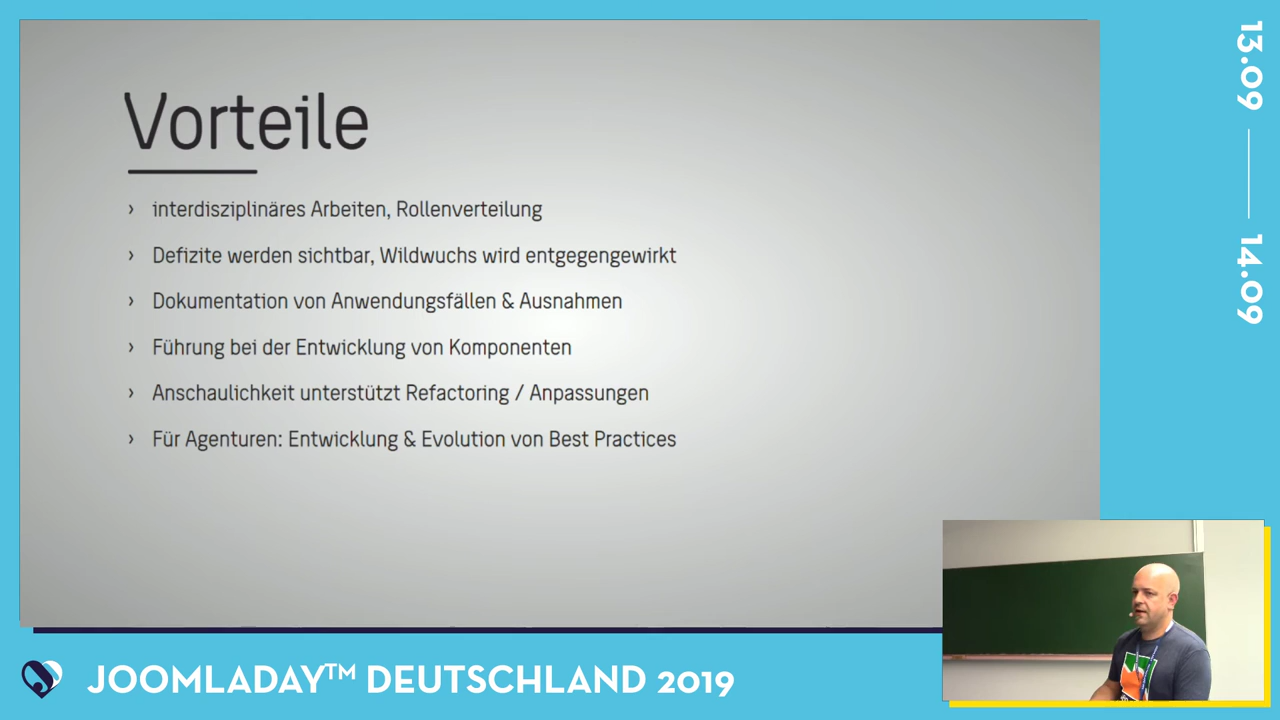 Vorteile
› interdisziplinäres Arbeiten, Rollenverteilung
› Defizite werden sichtbar, Wildwuchs wird entgegengewirkt
› Dokumentation von Anwendungsfällen & Ausnahmen
› Führung bei der Entwicklung von Komponenten
› Anschaulichkeit unterstützt Refactoring / Anpassungen
› Für Agenturen: Entwicklung & Evolution von Best Practices
13.09
14.09
JOOMLADAY™ DEUTSCHLAND 2019